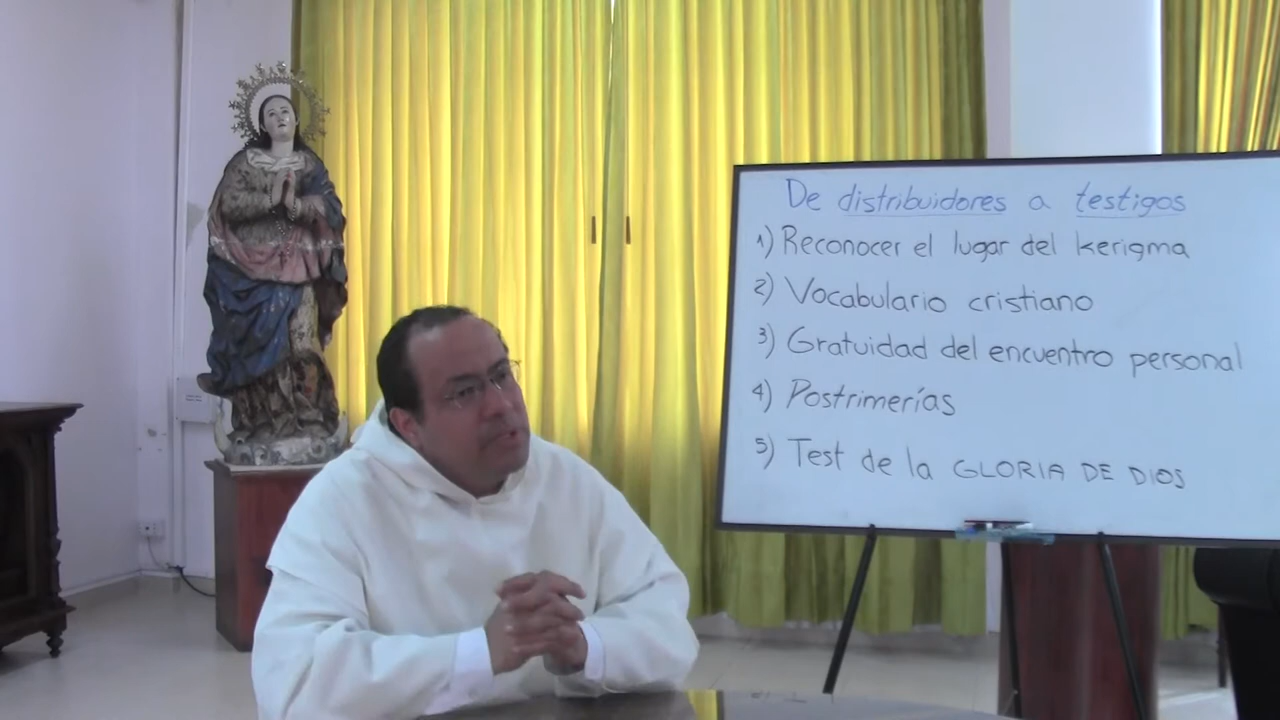 De distribuidores a testigos
1) Reconocer el lugar del kerigma
2) Vocabulario cristiano
3) Gratuidad del encuentro personal
4) Postrimerías
5) Test de la GLORIA DE DIOS